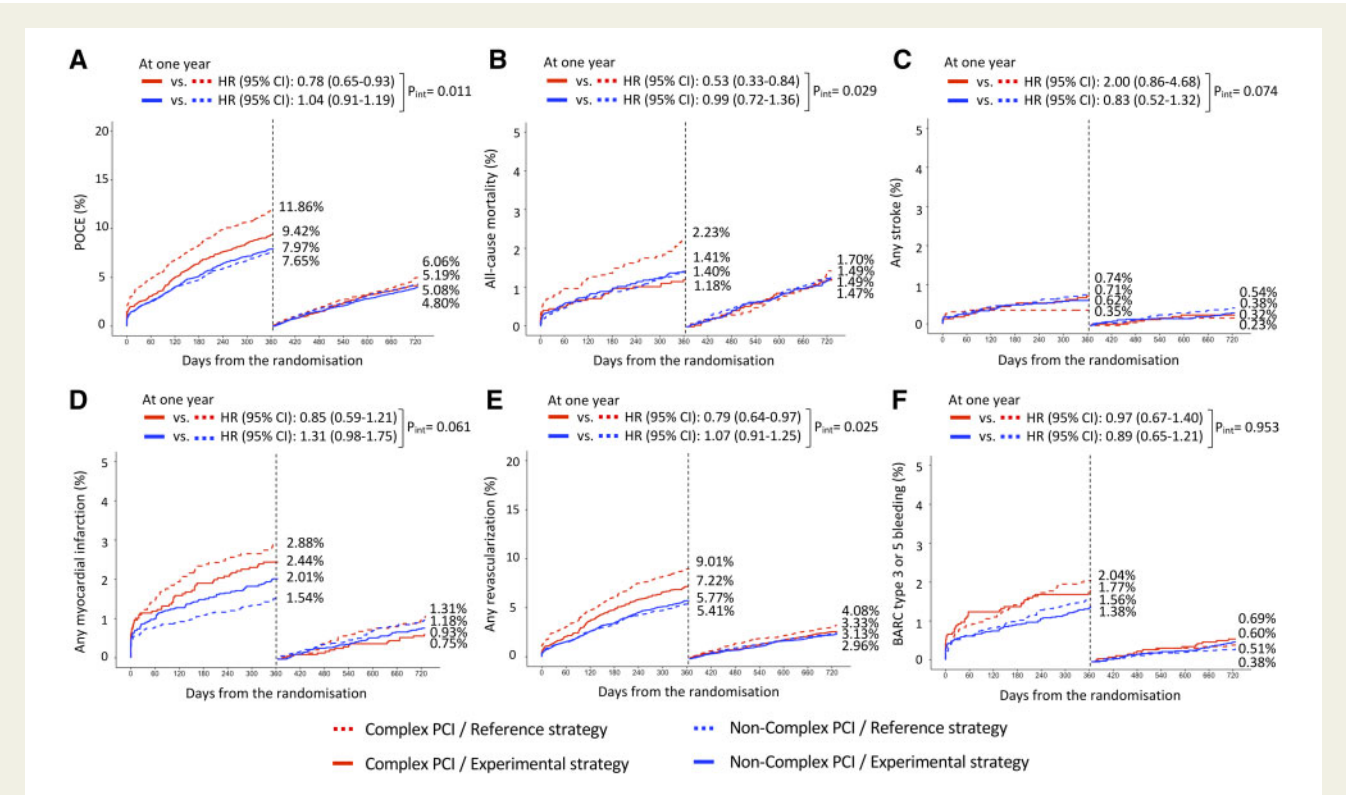 A
At one year
vs. HR (95% CI): 0.78 (0.65-0.93)
vs. HR (95% CI): 1.04 (0.91-1.19)
Pint= 0.011
POCE (%)
20
15
10
5
0
11.86%
9.42%
7.97%
7.65%
6.06%
5.19%
5.08%
4.80%
0 60 120 180 240 300 360 420 480 540 600 660 720
Days from the randomisation
B
At one year
vs. HR (95% CI): 0.53 (0.33-0.84)
vs. HR (95% CI): 0.99 (0.72-1.36)
Pint= 0.029
All-cause mortality (%)
5
4
3
2
1
0
2.23%
1.41%
1.40%
1.18%
1.70%
1.49%
1.49%
1.47%
0 60 120 180 240 300 360 420 480 540 600 660 720
Days from the randomisation
C
At one year
vs. HR (95% CI): 2.00 (0.86-4.68)
vs. HR (95% CI): 0.83 (0.52-1.32)
Pint= 0.074
Any stroke (%)
5
4
3
2
1
0
0.74%
0.71%
0.62%
0.35%
0.54%
0.38%
0.32%
0.23%
0 60 120 180 240 300 360 420 480 540 600 660 720
Days from the randomisation
D
At one year
vs. HR (95% CI): 0.85 (0.59-1.21)
vs. HR (95% CI): 1.31 (0.98-1.75)
Pint= 0.061
Any myocardial infarction (%)
5
4
3
2
1
0
2.88%
2.44%
2.01%
1.54%
1.31%
1.18%
0.93%
0.75%
0 60 120 180 240 300 360 420 480 540 600 660 720
Days from the randomisation
E
At one year
vs. HR (95% CI): 0.79 (0.64-0.97)
vs. HR (95% CI): 1.07 (0.91-1.25)
Pint= 0.025
Any revascularization (%)
20
15
10
5
0
9.01%
7.22%
5.77%
5.41%
4.08%
3.33%
3.13%
2.96%
0 60 120 180 240 300 360 420 480 540 600 660 720
Days from the randomisation
F
At one year
vs. HR (95% CI): 0.97 (0.67-1.40)
vs. HR (95% CI): 0.89 (0.65-1.21)
Pint= 0.953
BARC type 3 or 5 bleeding (%)
5
4
3
2
1
0
2.04%
1.77%
1.56%
1.38%
0.69%
0.60%
0.51%
0.38%
0 60 120 180 240 300 360 420 480 540 600 660 720
Days from the randomisation
Complex PCI / Reference strategy
Non-Complex PCI / Reference strategy
Complex PCI / Experimental strategy
Non-Complex PCI / Experimental strategy